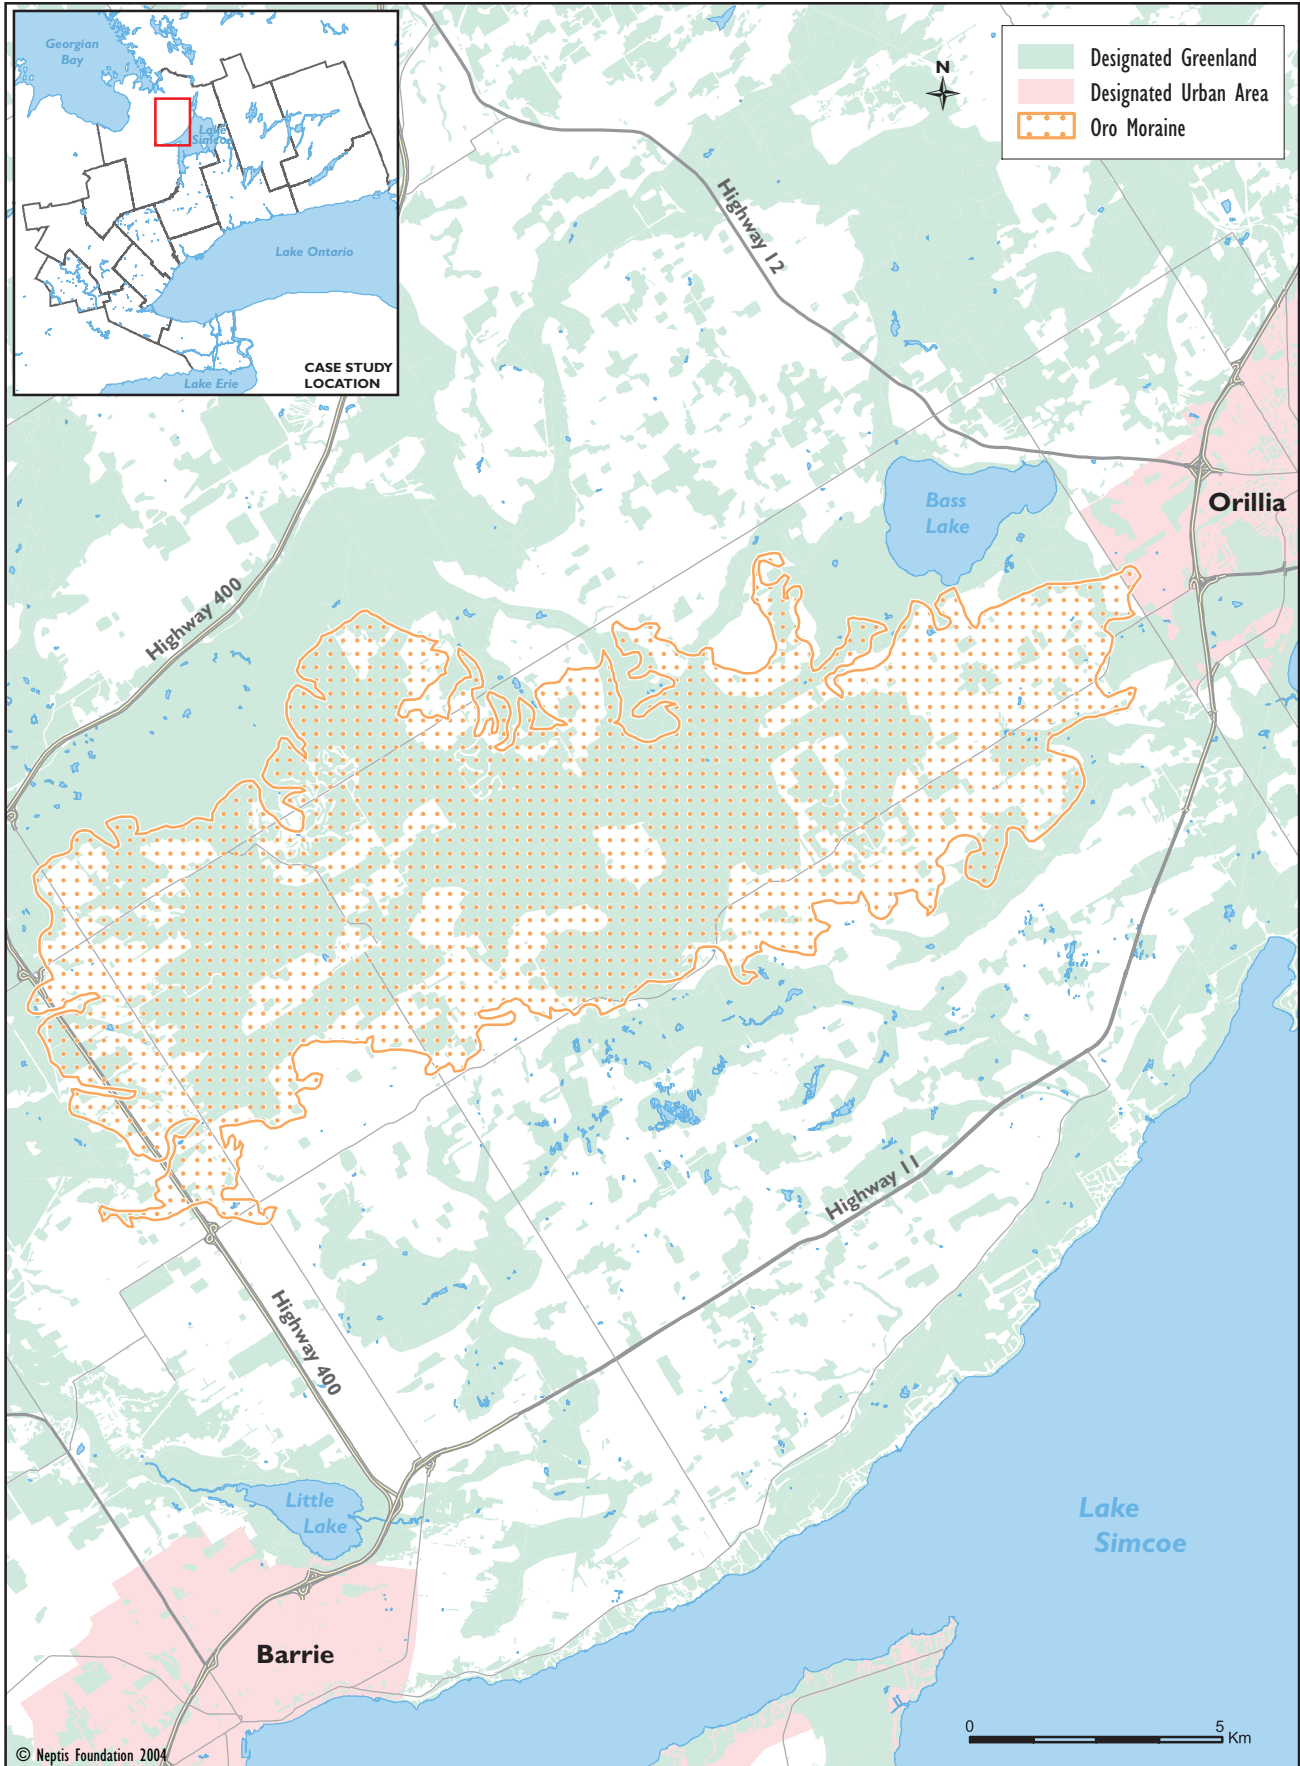 Georgian
Bay
Lake
Simcoe
Lake Ontario
Lake Erie
CASE STUDY
LOCATION
N
Designated Greenland
Designated Urban Area
Oro Moraine
Highway 12
Bass
Lake
Orillia
Highway 400
Highway 11
Highway 400
Little
Lake
Lake
Simcoe
Barrie
0
5
Km
© Neptis Foundation 2004